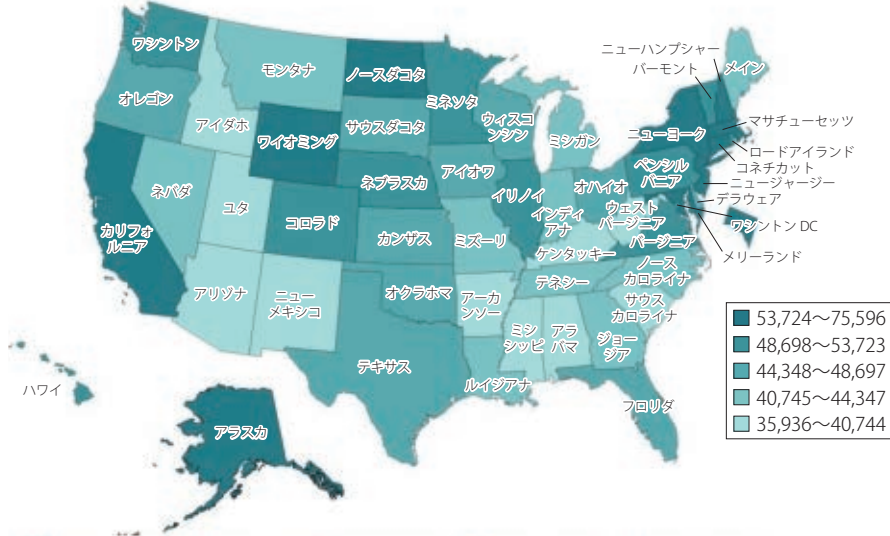 ワシントン
モンタナ
ノースダコタ
ミネソタ
ニューハンプシャー
バーモント
メイン
オレゴン
アイダホ
ワイオミング
サウスダコタ
ウィスコ
ンシン
ミシガン
ニューヨーク
マサチューセッツ
ロードアイランド
コネチカット
ニュージャージー
デラウェア
ワシントン DC
メリーランド
ペンシル
バニア
ネバダ
ユタ
コロラド
ネブラスカ
アイオワ
イリノイ
インディ
アナ
オハイオ
ウェスト
バージニア
バージニア
カリフォ
ルニア
カンザス
ミズーリ
ケンタッキー
ノース
カロライナ
テネシー
サウス
カロライナ
アリゾナ
ニュー
メキシコ
オクラホマ
アーカ
ンソー
ミシ
シッピ
アラ
バマ
ジョー
ジア
テキサス
ルイジアナ
フロリダ
ハワイ
アラスカ
53,724～75,596
48,698～53,723
44,348～48,697
40,745～44,347
35,936～40,744